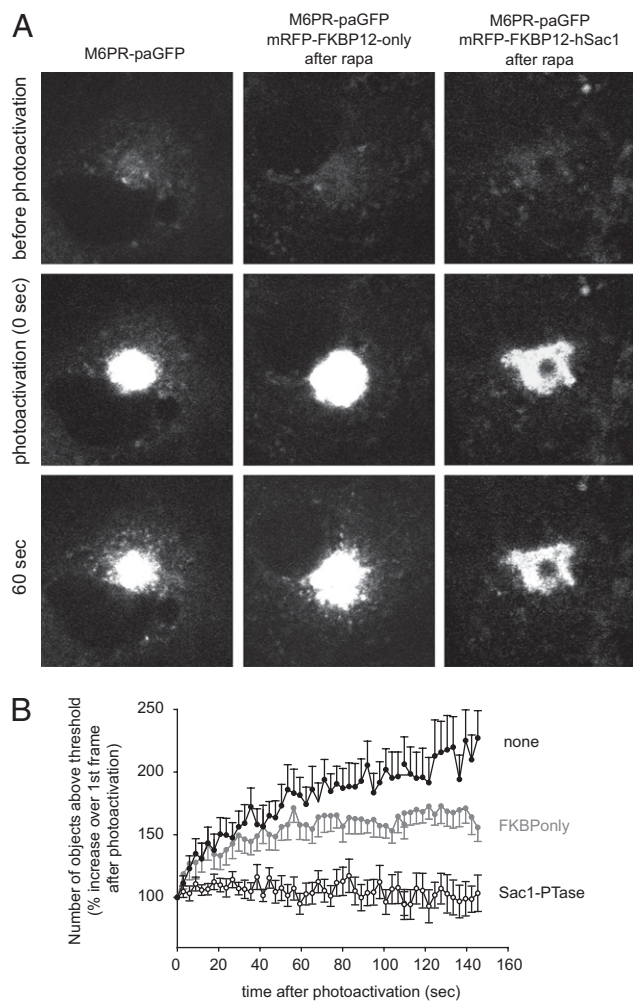 A
M6PR-paGFP
M6PR-paGFP
mRFP-FKBP12-only
after rapa
M6PR-paGFP
mRFP-FKBP12-hSac1
after rapa
before photoactivation
photoactivation (0 sec)
60 sec
B
Number of objects above threshold
(% increase over 1st frame
after photoactivation)
250
200
150
100
none
FKBPonly
Sac1-PTase
0 20 40 60 80 100 120 140 160
time after photoactivation (sec)